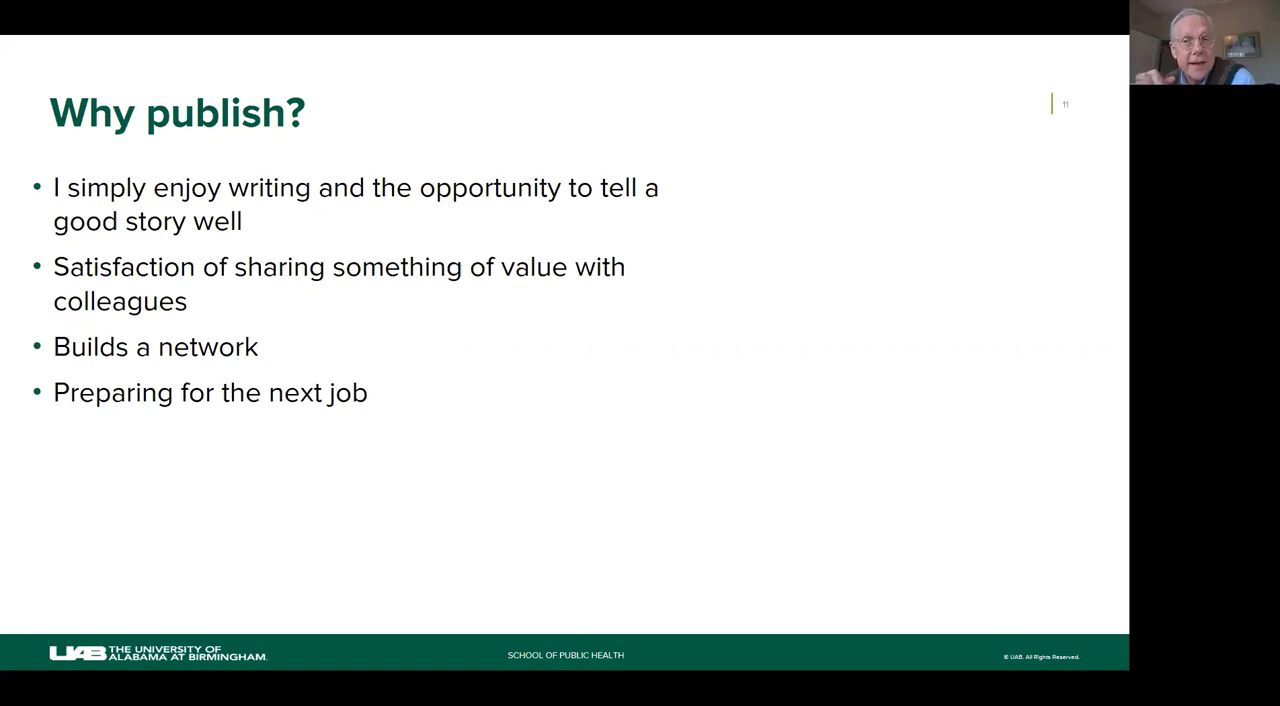 Why publish?
11
• I simply enjoy writing and the opportunity to tell a
good story well
• Satisfaction of sharing something of value with
colleagues
• Builds a network
• Preparing for the next job
UAB THE UNIVERSITY OF
ALABAMA AT BIRMINGHAM.
SCHOOL OF PUBLIC HEALTH
© UAB. All Rights Reserved.